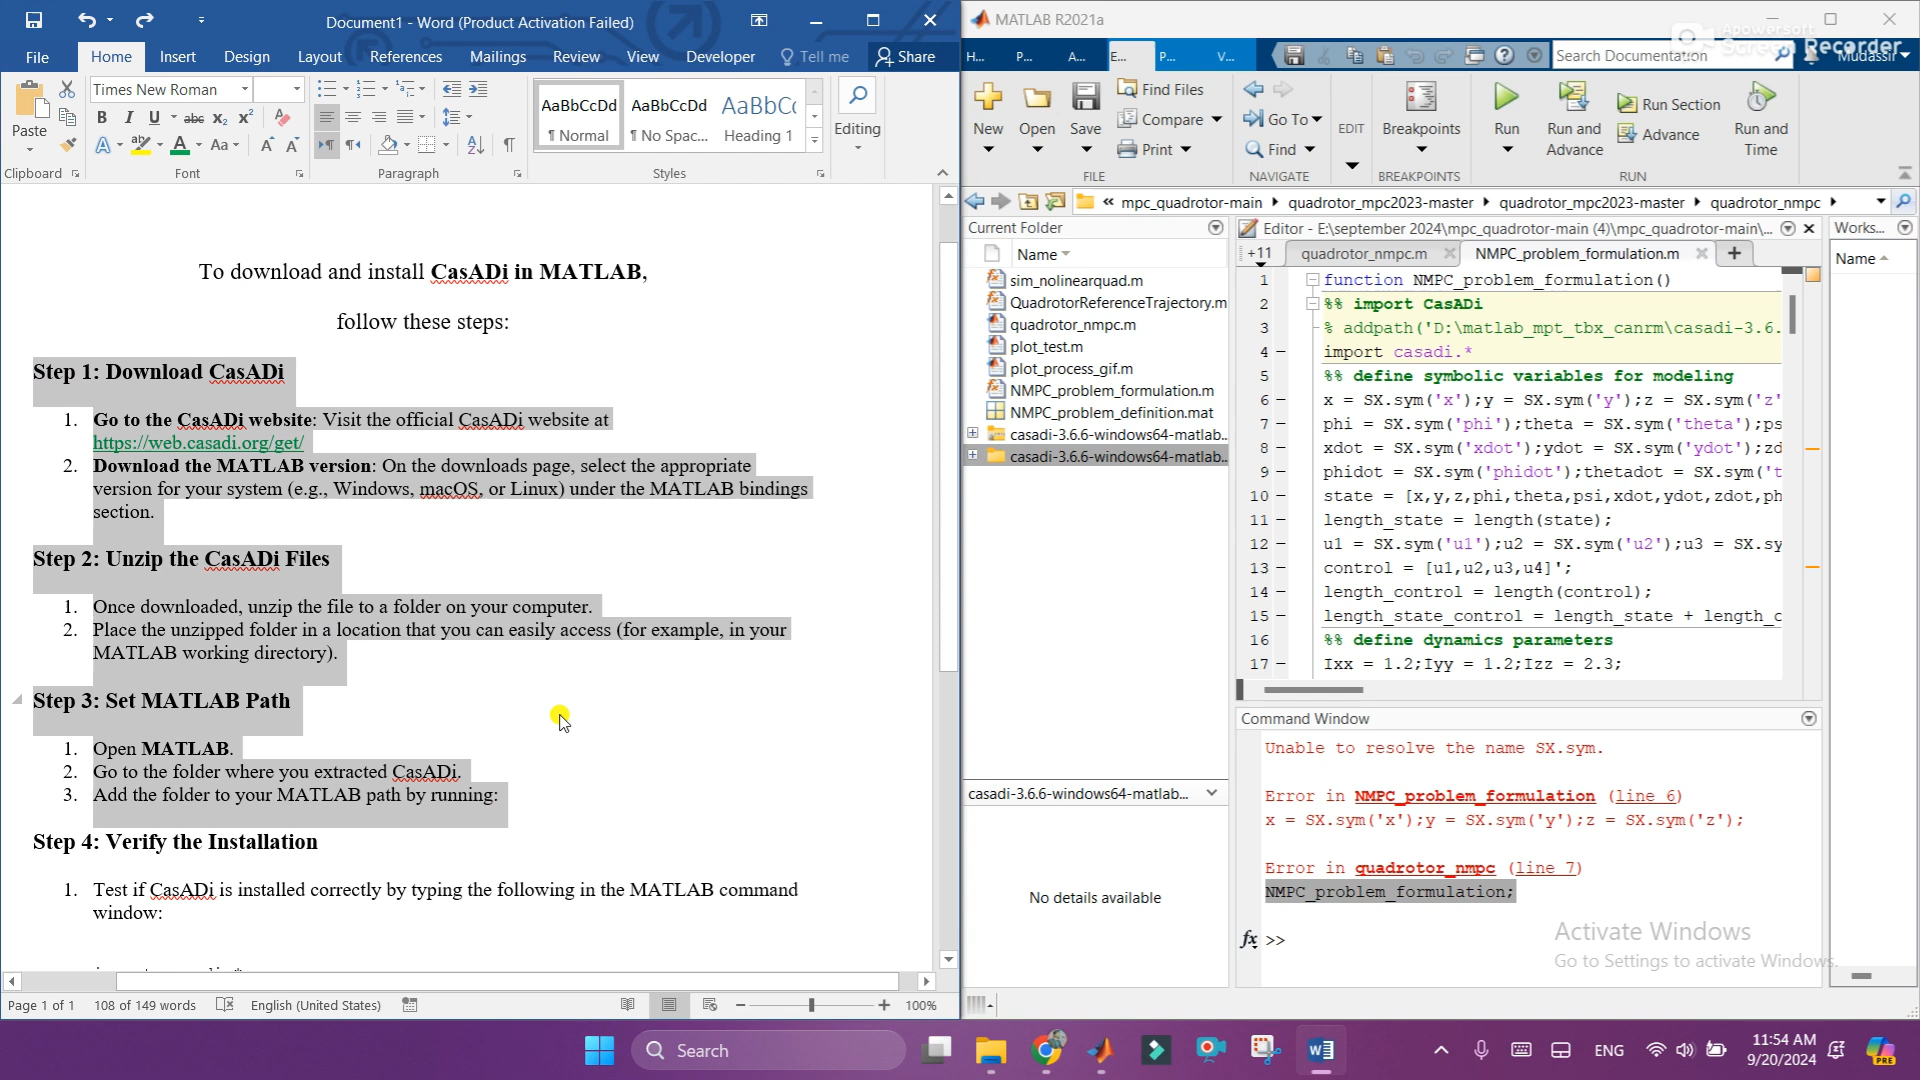 Document1 - Word (Product Activation Failed)
File
Home
Insert
Design
Layout
References
Mailings
Review
View
Developer
Tell me
Share
Paste
Clipboard
Times New Roman
Font
Paragraph
AaBbCcDd
¶ Normal
AaBbCcDd
¶ No Spac...
AaBbC
Heading 1
Styles
Editing
To download and install CasADi in MATLAB,
follow these steps:
Step 1: Download CasADi
1. Go to the CasADi website: Visit the official CasADi website at
https://web.casadi.org/get/
2. Download the MATLAB version: On the downloads page, select the appropriate
version for your system (e.g., Windows, macOS, or Linux) under the MATLAB bindings
section.
Step 2: Unzip the CasADi Files
1. Once downloaded, unzip the file to a folder on your computer.
2. Place the unzipped folder in a location that you can easily access (for example, in your
MATLAB working directory).
Step 3: Set MATLAB Path
1. Open MATLAB.
2. Go to the folder where you extracted CasADi.
3. Add the folder to your MATLAB path by running:
Step 4: Verify the Installation
1. Test if CasADi is installed correctly by typing the following in the MATLAB command
window:
Page 1 of 1
108 of 149 words
English (United States)
100%
MATLAB R2021a
Apowersoft
Screen Recorder
H...
P...
A...
E...
P...
V...
Search Documentation
Mudassir
New
Open
Save
Find Files
Compare
Print
FILE
Go To
Find
NAVIGATE
EDIT
Breakpoints
BREAKPOINTS
Run
Run and
Advance
Run Section
Advance
Run and
Time
RUN
« mpc_quadrotor-main
quadrotor_mpc2023-master
quadrotor_mpc2023-master
quadrotor_nmpc
Current Folder
Name
sim_nolinearquad.m
QuadrotorReferenceTrajectory.m
quadrotor_nmpc.m
plot_test.m
plot_process_gif.m
NMPC_problem_formulation.m
NMPC_problem_definition.mat
casadi-3.6.6-windows64-matlab...
casadi-3.6.6-windows64-matlab...
casadi-3.6.6-windows64-matlab...
No details available
Editor - E:\september 2024\mpc_quadrotor-main (4)\mpc_quadrotor-main\...
Works...
Name
+11
quadrotor_nmpc.m
NMPC_problem_formulation.m
1 function NMPC_problem_formulation()
2 %% import CasADi
3 % addpath('D:\matlab_mpt_tbx_canrm\casadi-3.6.
4 import casadi.*
5 %% define symbolic variables for modeling
6 x = SX.sym('x');y = SX.sym('y');z = SX.sym('z'
7 phi = SX.sym('phi');theta = SX.sym('theta');ps
8 xdot = SX.sym('xdot');ydot = SX.sym('ydot');zd
9 phidot = SX.sym('phidot');thetadot = SX.sym('t
10 state = [x,y,z,phi,theta,psi,xdot,ydot,zdot,ph
11 length_state = length(state);
12 u1 = SX.sym('u1');u2 = SX.sym('u2');u3 = SX.sy
13 control = [u1,u2,u3,u4]';
14 length_control = length(control);
15 length_state_control = length_state + length_c
16 %% define dynamics parameters
17 Ixx = 1.2;Iyy = 1.2;Izz = 2.3;
Command Window
Unable to resolve the name SX.sym.
Error in NMPC_problem_formulation (line 6)
x = SX.sym('x');y = SX.sym('y');z = SX.sym('z');
Error in quadrotor_nmpc (line 7)
NMPC_problem_formulation;
fx >>
Activate Windows
Go to Settings to activate Windows.
Search
ENG
11:54 AM
9/20/2024
PRE